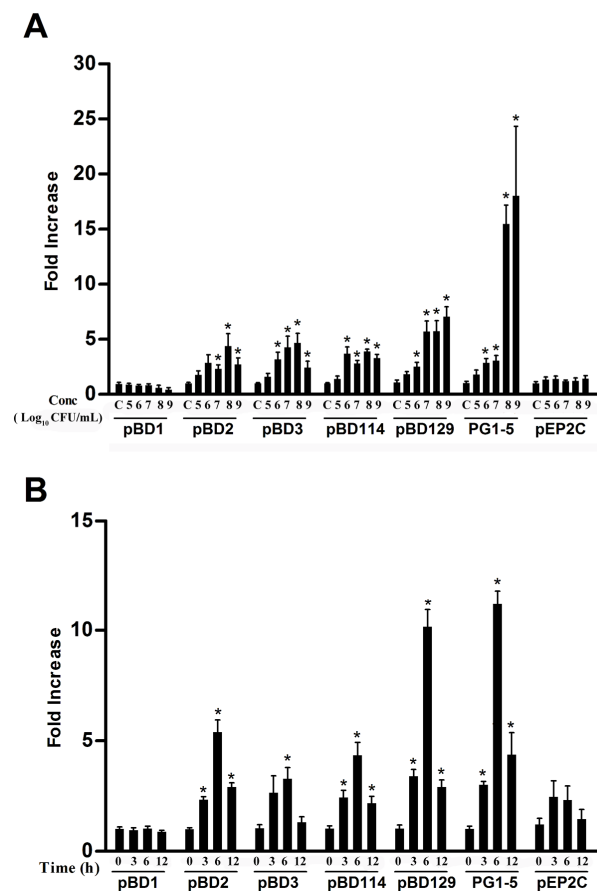 A
30
25
20
15
10
5
0
Fold Increase
* * * * * * * * * * * * * * * * * * *
Conc C 5 6 7 8 9 C 5 6 7 8 9 C 5 6 7 8 9 C 5 6 7 8 9 C 5 6 7 8 9 C 5 6 7 8 9 C 5 6 7 8 9
( Log10 CFU/mL) pBD1 pBD2 pBD3 pBD114 pBD129 PG1-5 pEP2C
B
15
10
5
0
Fold Increase
* * * * * * * * * * * * *
Time (h) 0 3 6 12 0 3 6 12 0 3 6 12 0 3 6 12 0 3 6 12 0 3 6 12 0 3 6 12
pBD1 pBD2 pBD3 pBD114 pBD129 PG1-5 pEP2C